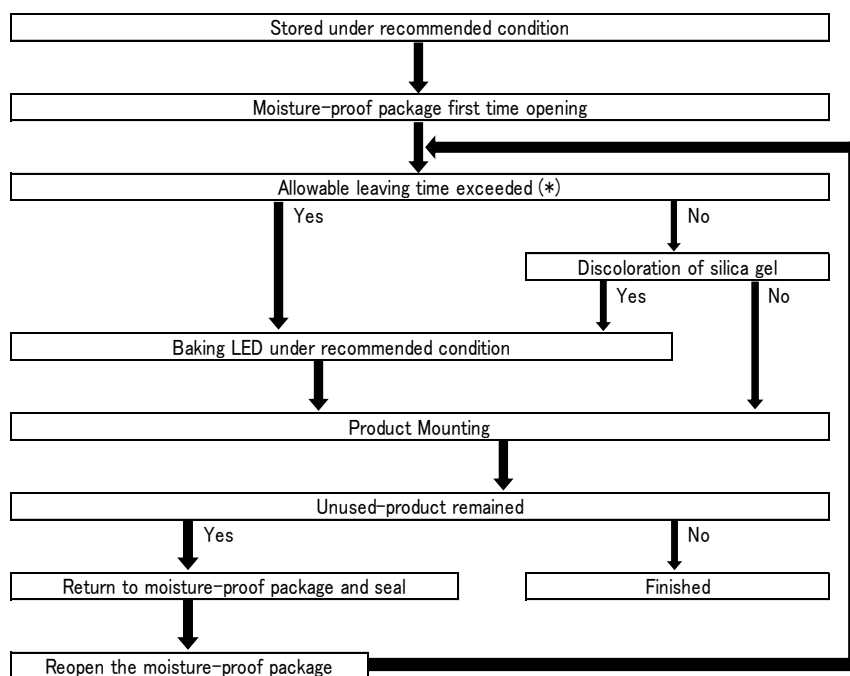 Stored under recommended condition
Moisture-proof package first time opening
Allowable leaving time exceeded (*)
Yes
No
Discoloration of silica gel
Yes
No
Baking LED under recommended condition
Product Mounting
Unused-product remained
Yes
No
Return to moisture-proof package and seal
Finished
Reopen the moisture-proof package